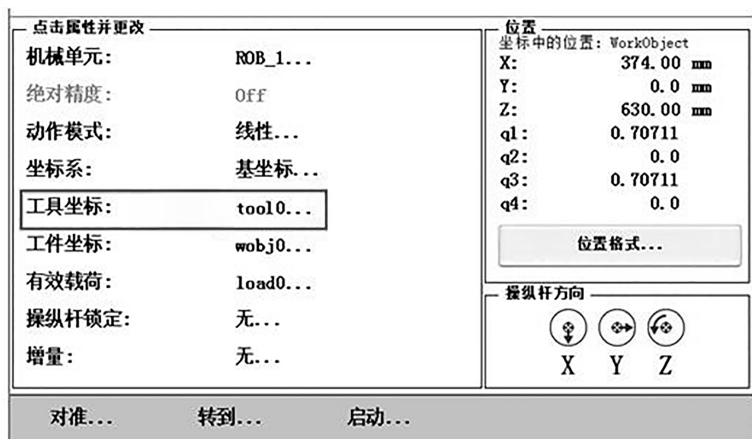 点击属性并更改
机械单元: ROB_1...
绝对精度: Off
动作模式: 线性...
坐标系: 基坐标...
工具坐标: tool0...
工件坐标: wobj0...
有效载荷: load0...
操纵杆锁定: 无...
增量: 无...
位置
坐标中的位置: WorkObject
X: 374.00 mm
Y: 0.0 mm
Z: 630.00 mm
q1: 0.70711
q2: 0.0
q3: 0.70711
q4: 0.0
位置格式...
操纵杆方向
X Y Z
对准... 转到... 启动...